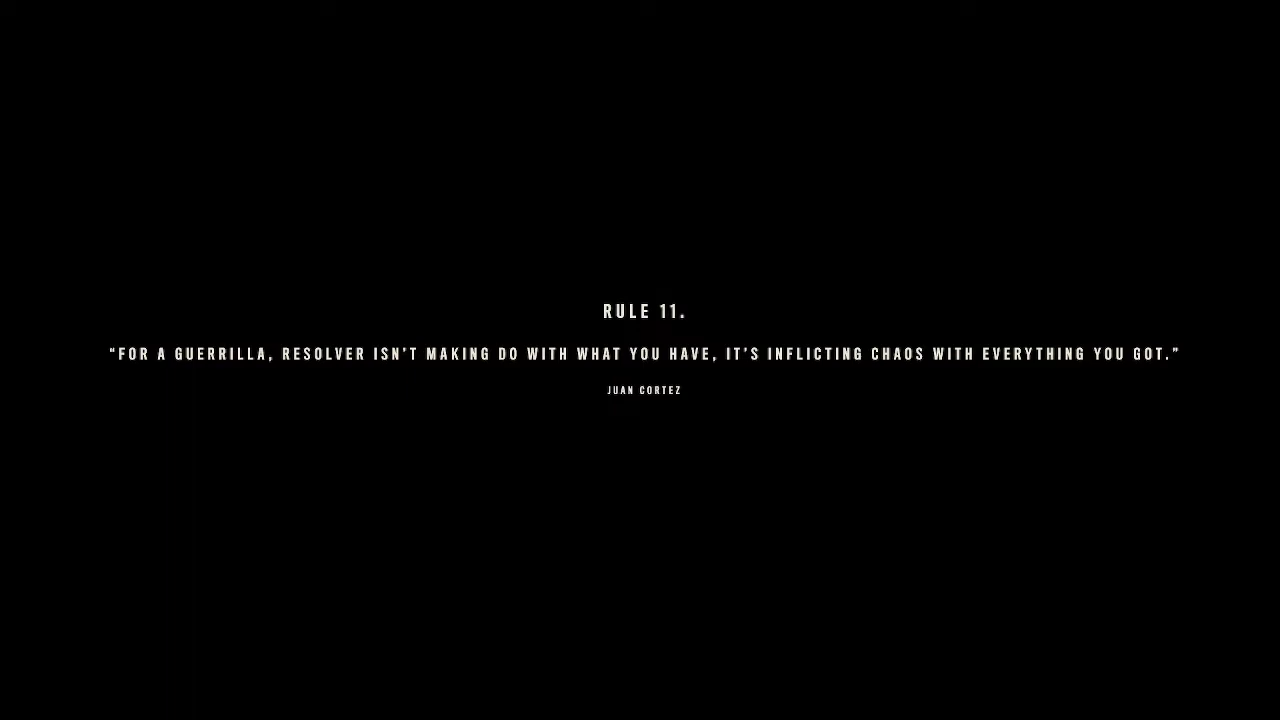 RULE 11.
"FOR A GUERRILLA, RESOLVER ISN'T MAKING DO WITH WHAT YOU HAVE, IT'S INFLICTING CHAOS WITH EVERYTHING YOU GOT."
JUAN CORTEZ